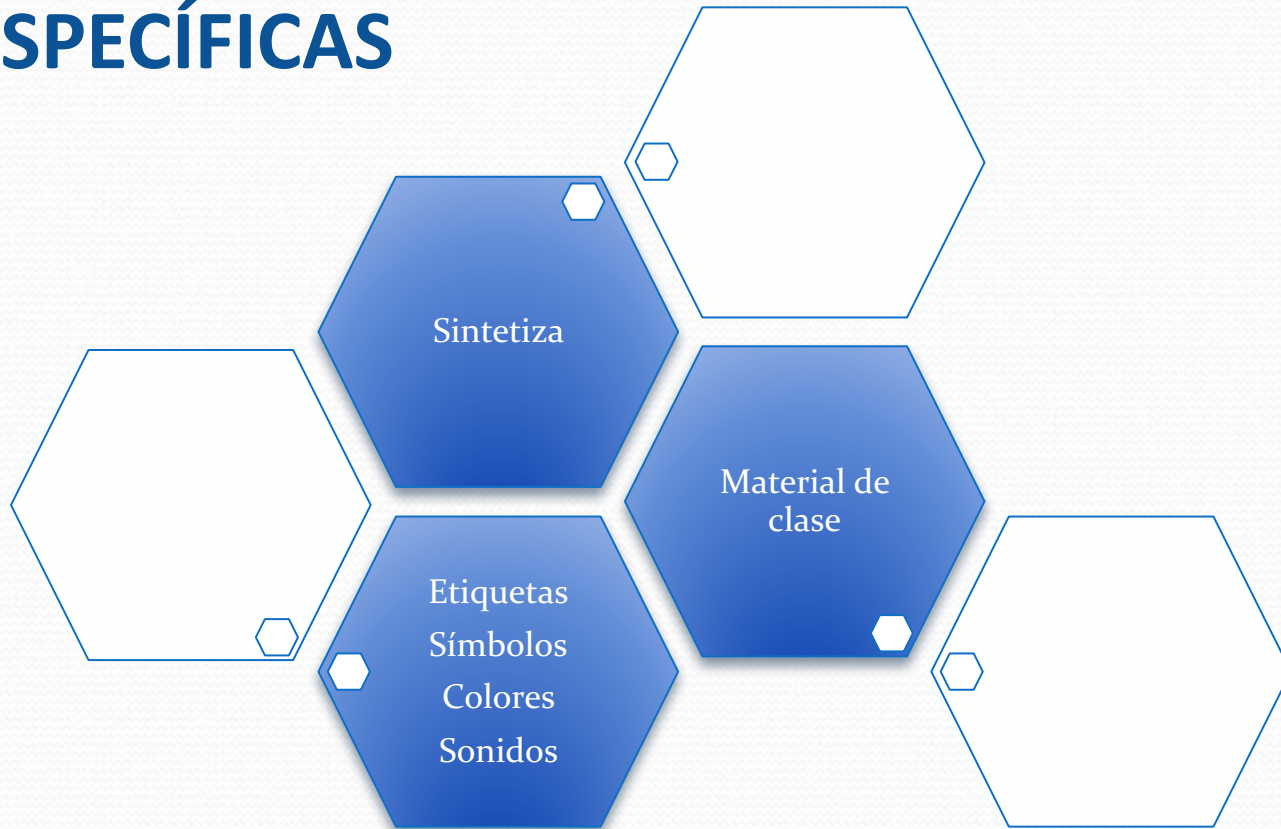 SPECÍFICAS
Sintetiza
Material de
clase
Etiquetas
Símbolos
Colores
Sonidos